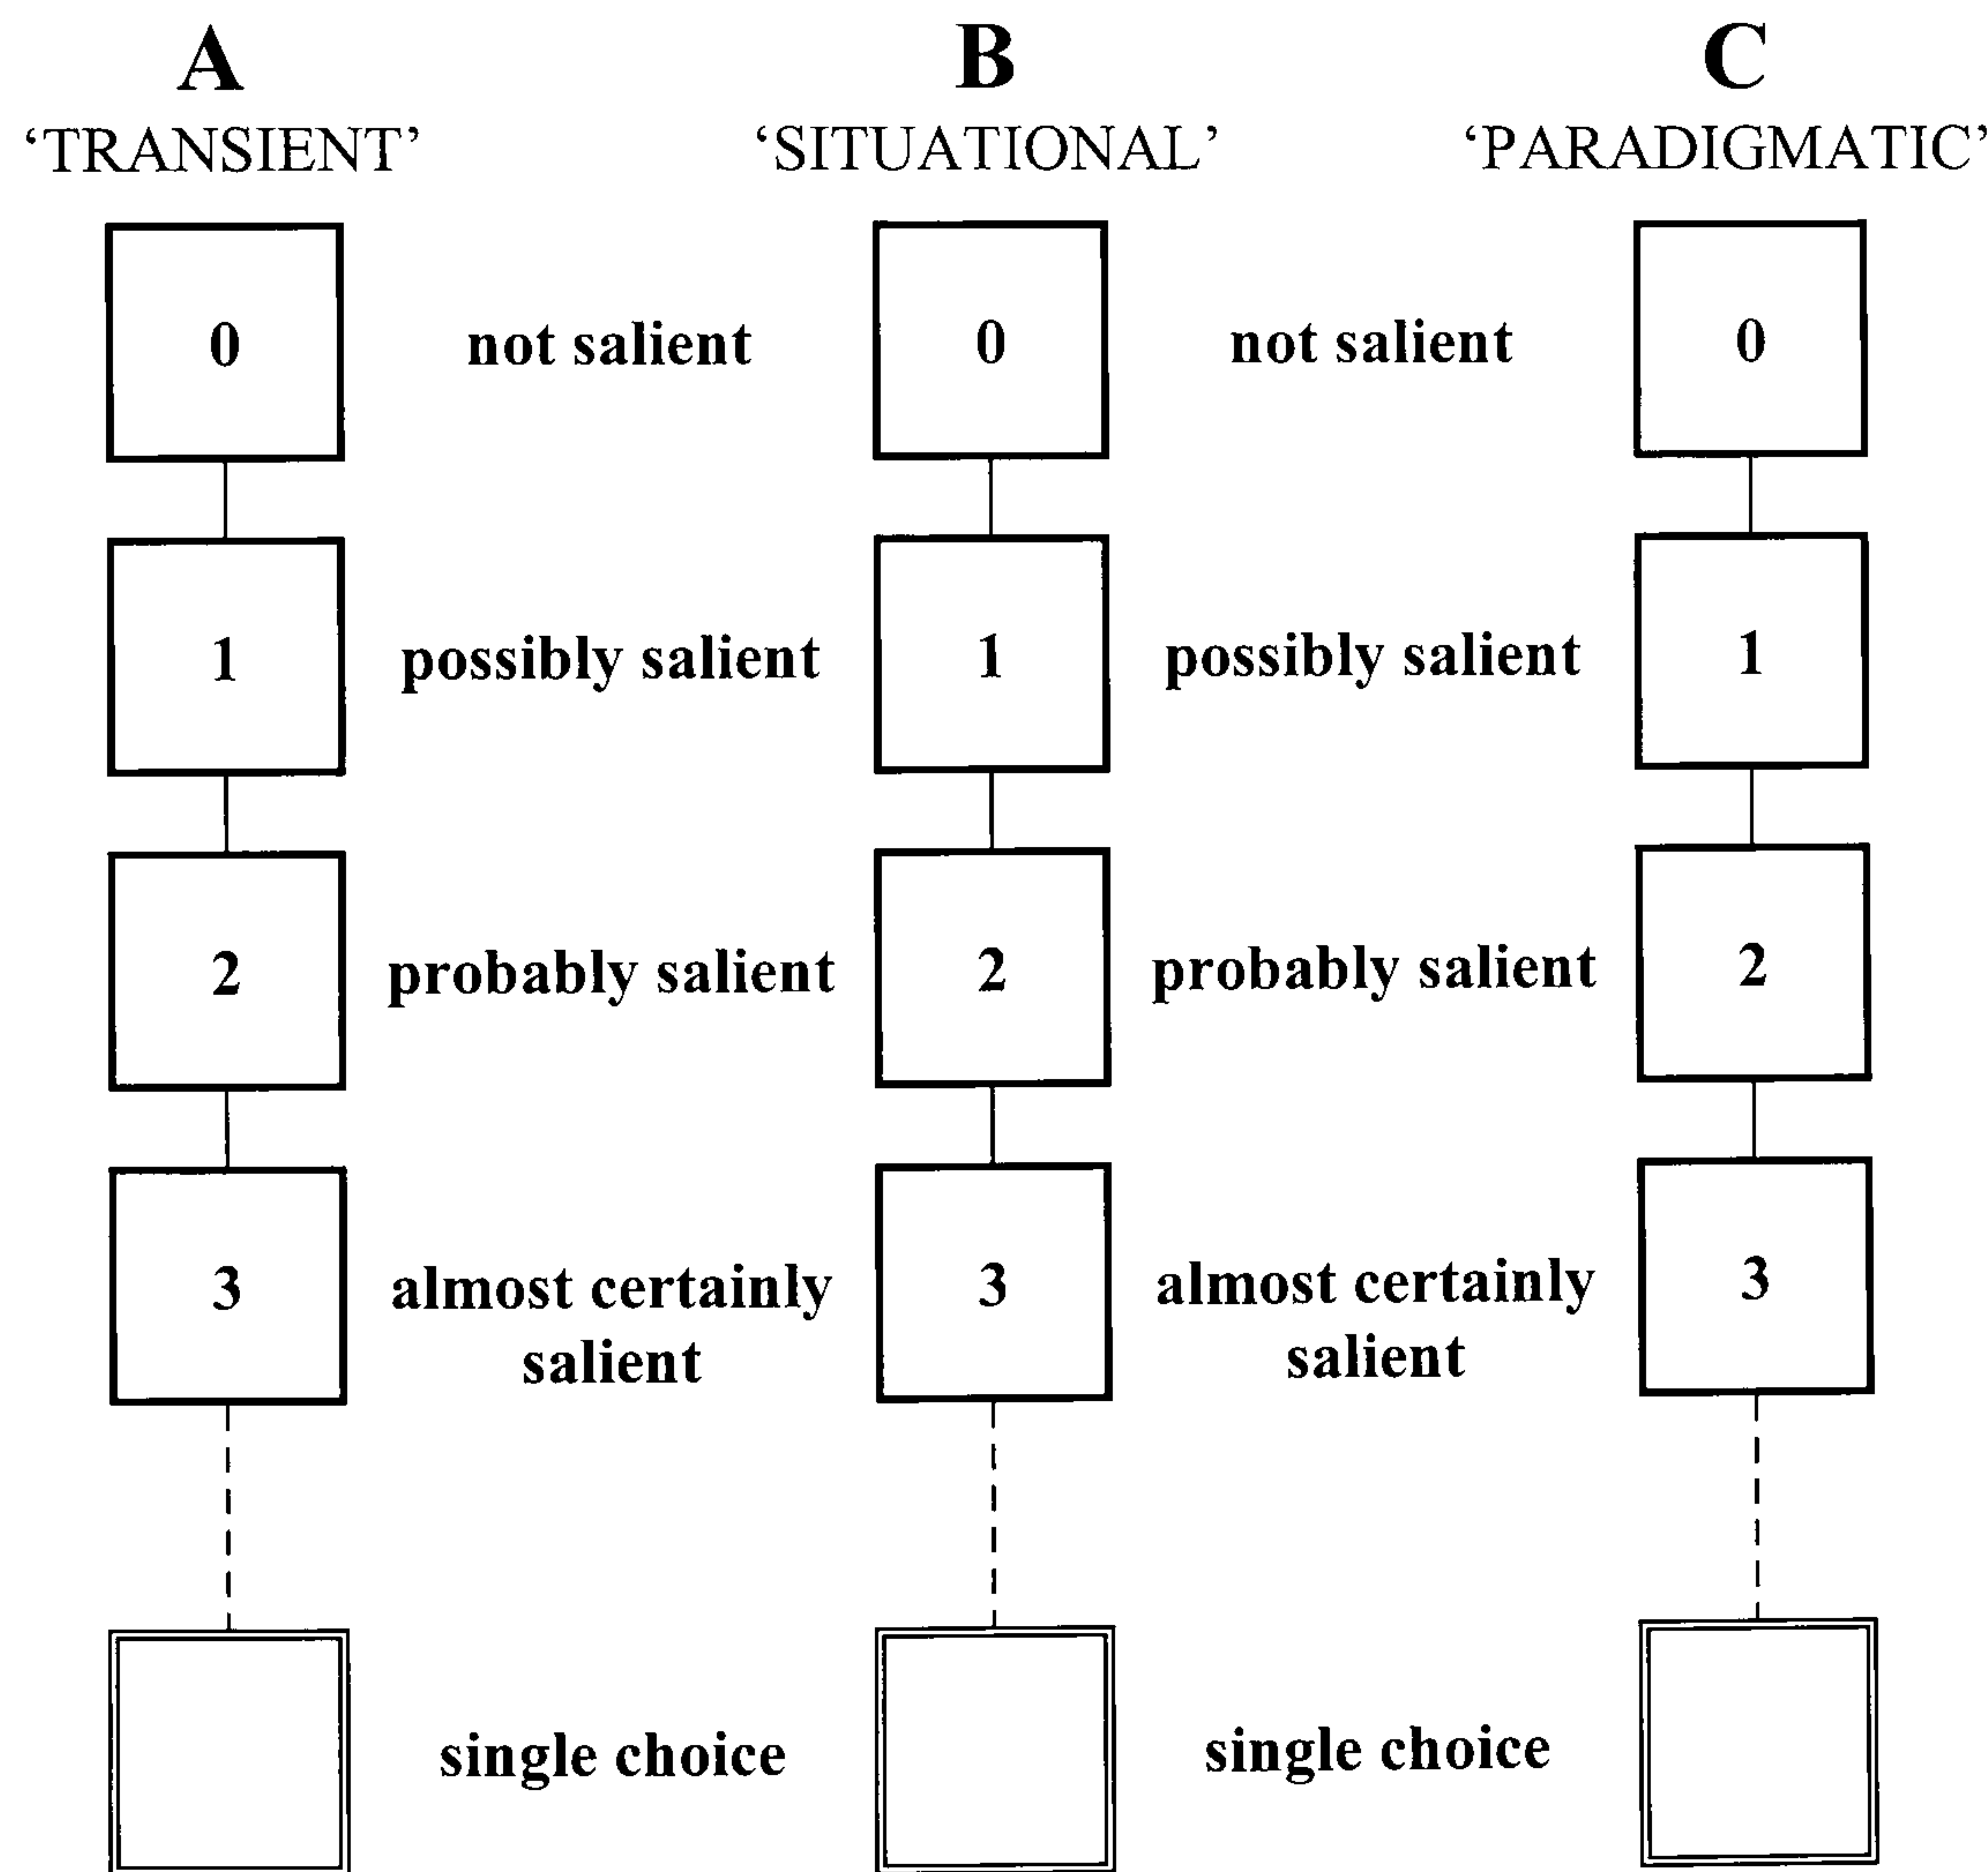 A B C
‘TRANSIENT’ ‘SITUATIONAL’ ‘PARADIGMATIC’
0 not salient 0 not salient 0
1 possibly salient 1 possibly salient 1
2 probably salient 2 probably salient 2
3 almost certainly 3 almost certainly 3
salient salient
single choice single choice